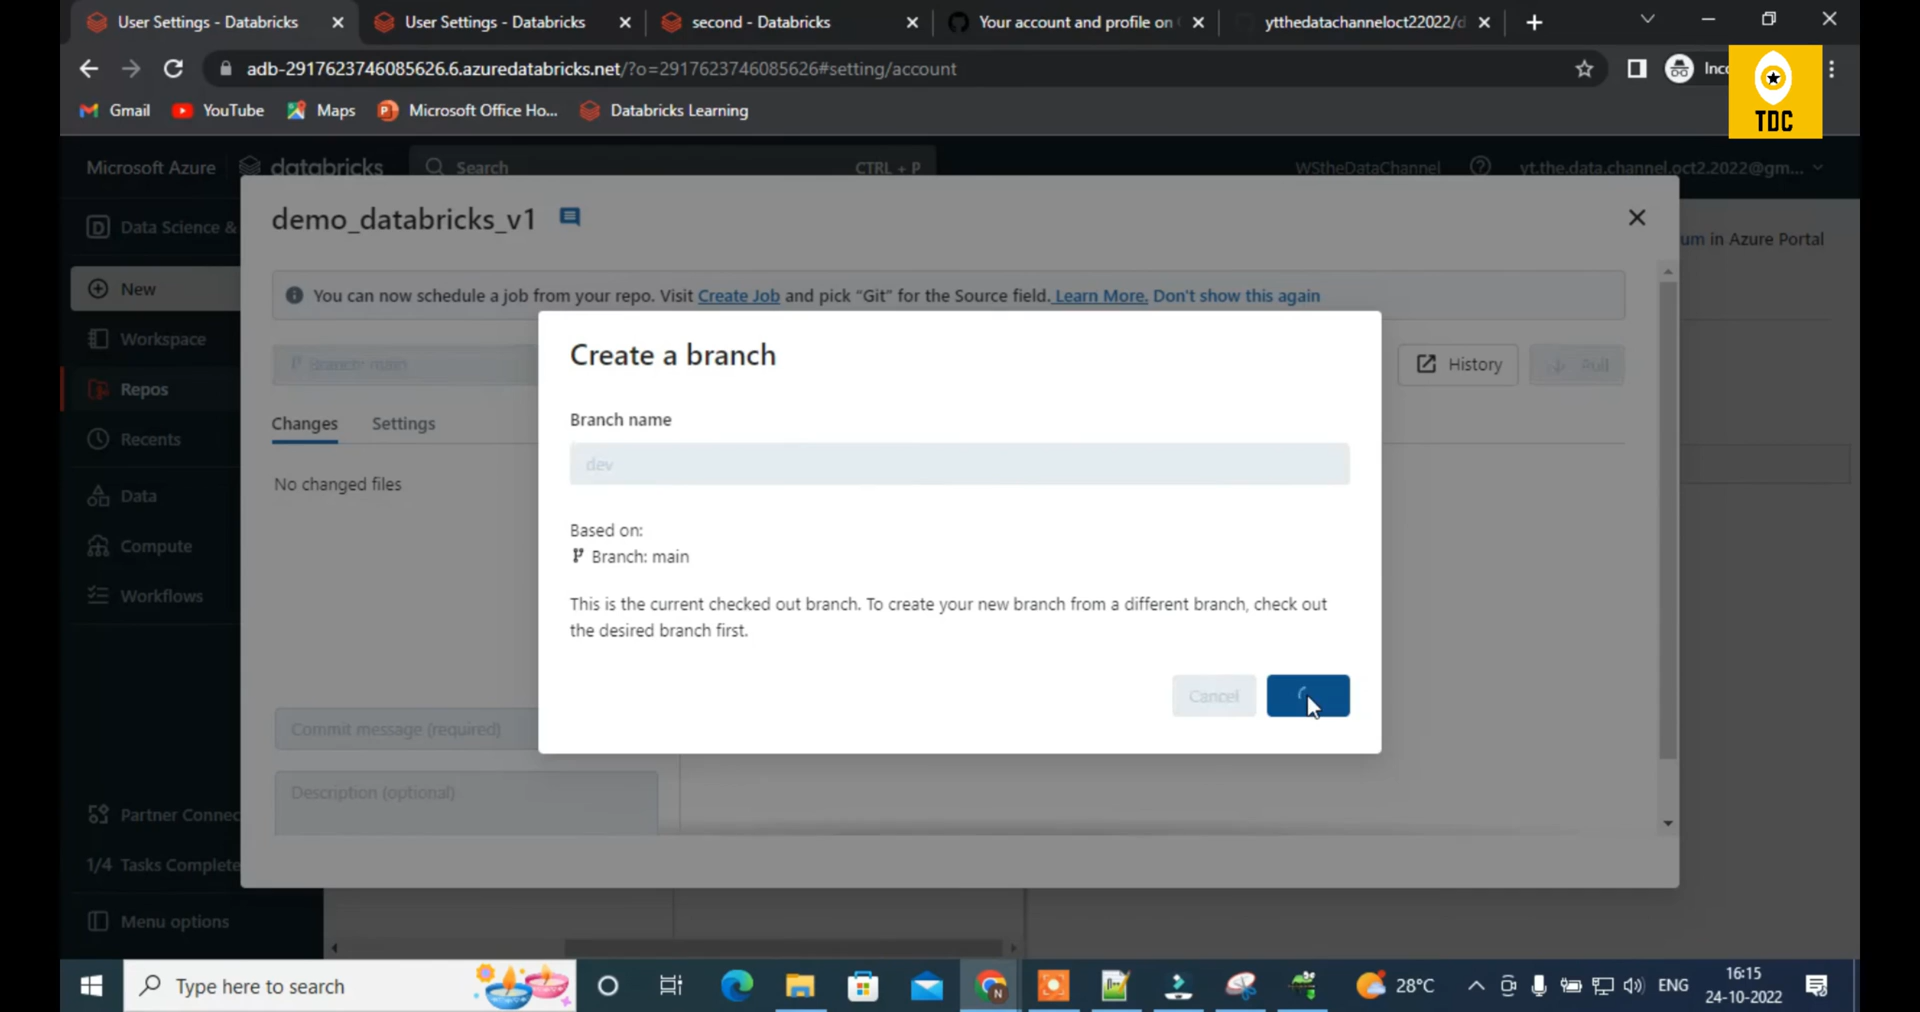 User Settings - Databricks
User Settings - Databricks
second - Databricks
Your account and profile on
ytthedatachanneloct22022/d
adb-2917623746085626.6.azuredatabricks.net/?o=2917623746085626#setting/account
Inco
Gmail
YouTube
Maps
Microsoft Office Ho...
Databricks Learning
TDC
Microsoft Azure
databricks
Search
CTRL + P
WStheDataChannel
yt.the.data.channel.oct2.2022@gm...
Data Science &
demo_databricks_v1
um in Azure Portal
New
You can now schedule a job from your repo. Visit Create Job and pick “Git” for the Source field. Learn More. Don't show this again
Workspace
Create a branch
Branch: main
History
Pull
Repos
Changes
Settings
Branch name
Recents
dev
No changed files
Data
Based on:
Compute
Branch: main
Workflows
This is the current checked out branch. To create your new branch from a different branch, check out
the desired branch first.
Cancel
Commit message (required)
Description (optional)
Partner Connec
1/4 Tasks Complete
Menu options
Type here to search
N
28°C
ENG
16:15
24-10-2022